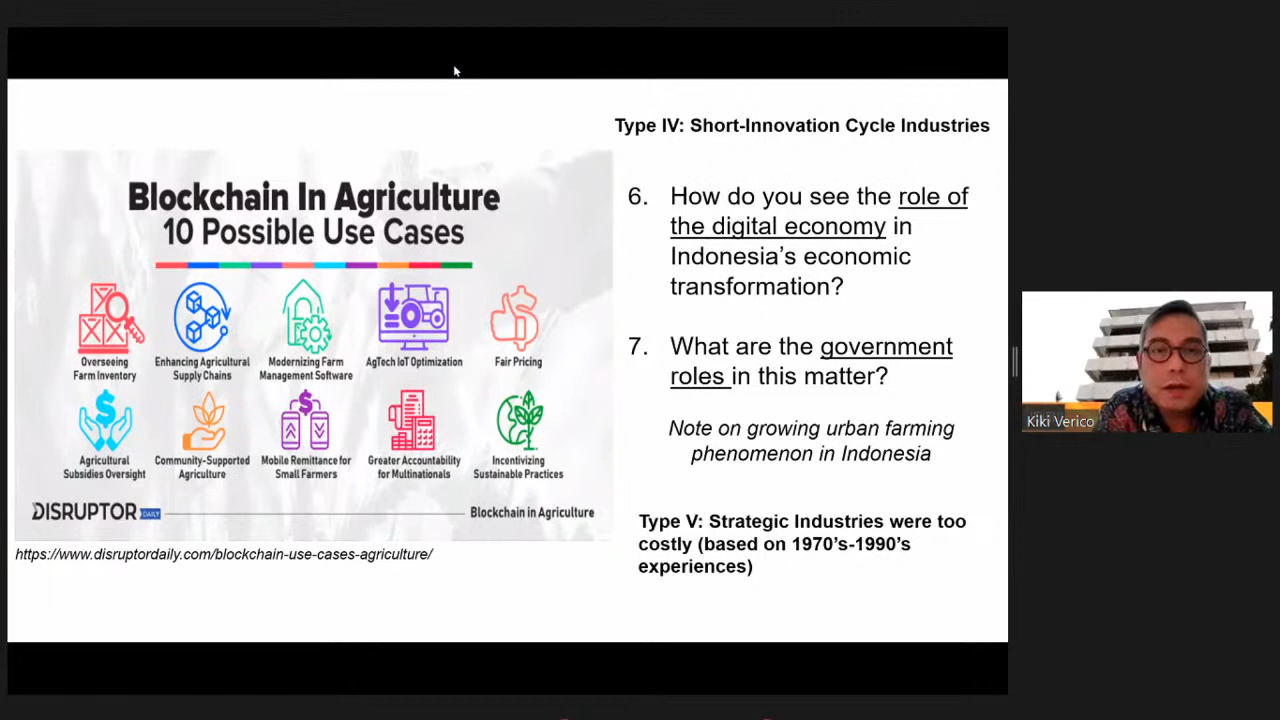 Blockchain In Agriculture
10 Possible Use Cases
Overseeing
Farm Inventory
Enhancing Agricultural
Supply Chains
Modernizing Farm
Management Software
AgTech IoT Optimization
Fair Pricing
Agricultural
Subsidies Oversight
Community-Supported
Agriculture
Mobile Remittance for
Small Farmers
Greater Accountability
for Multinationals
Incentivizing
Sustainable Practices
DISRUPTOR DAILY
Blockchain in Agriculture
https://www.disruptordaily.com/blockchain-use-cases-agriculture/
Type IV: Short-Innovation Cycle Industries
6. How do you see the role of
the digital economy in
Indonesia’s economic
transformation?
7. What are the government
roles in this matter?
Note on growing urban farming
phenomenon in Indonesia
Type V: Strategic Industries were too
costly (based on 1970’s-1990’s
experiences)
Kiki Verico